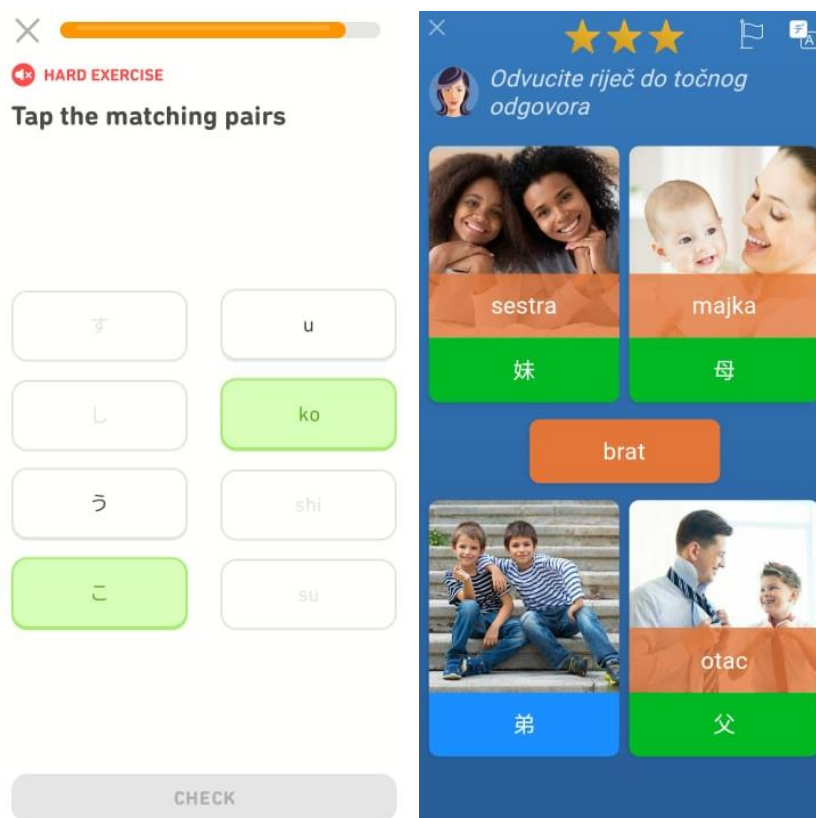 HARD EXERCISE
Tap the matching pairs
す
u
し
ko
う
shi
こ
su
CHECK
Odvucite riječ do točnog
odgovora
sestra
majka
妹
母
brat
otac
弟
父